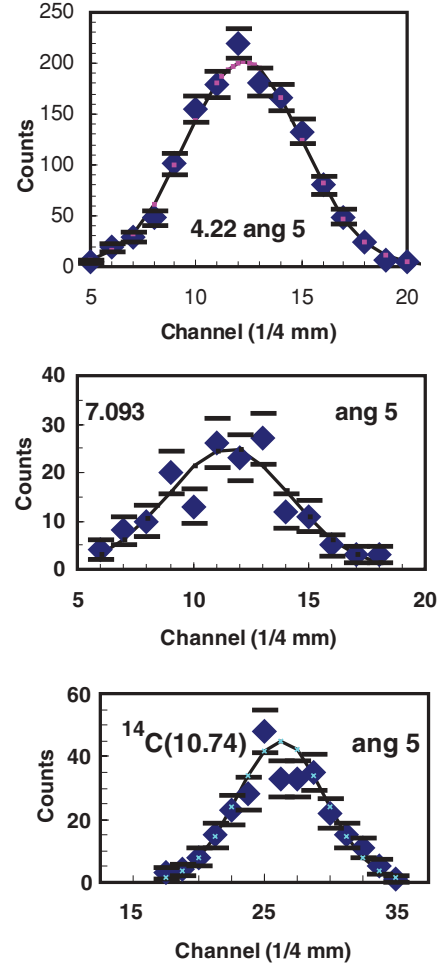 250
200
150
100
50
0
Counts
4.22 ang 5
5 10 15 20
Channel (1/4 mm)
40
30
20
10
0
Counts
7.093 ang 5
5 10 15 20
Channel (1/4 mm)
60
40
20
0
Counts
¹⁴C(10.74) ang 5
15 25 35
Channel (1/4 mm)